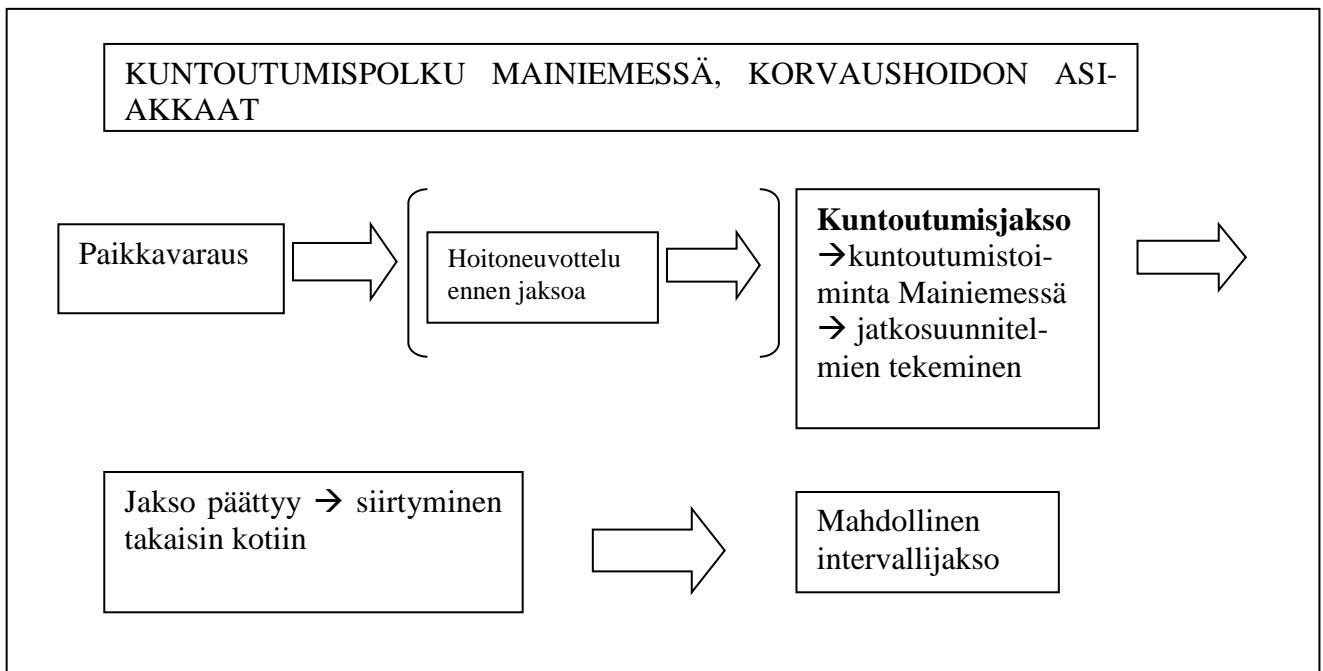 KUNTOUTUMISPOLKU MAINIEMESSÄ, KORVAUSHOIDON ASI-
AKKAAT
Paikkavaraus
Hoitoneuvottelu
ennen jaksoa
Kuntoutumisjakso
→kuntoutumistoi-
minta Mainiemessä
→ jatkosuunnitel-
mien tekeminen
Jakso päättyy → siirtyminen
takaisin kotiin
Mahdollinen
intervallijakso